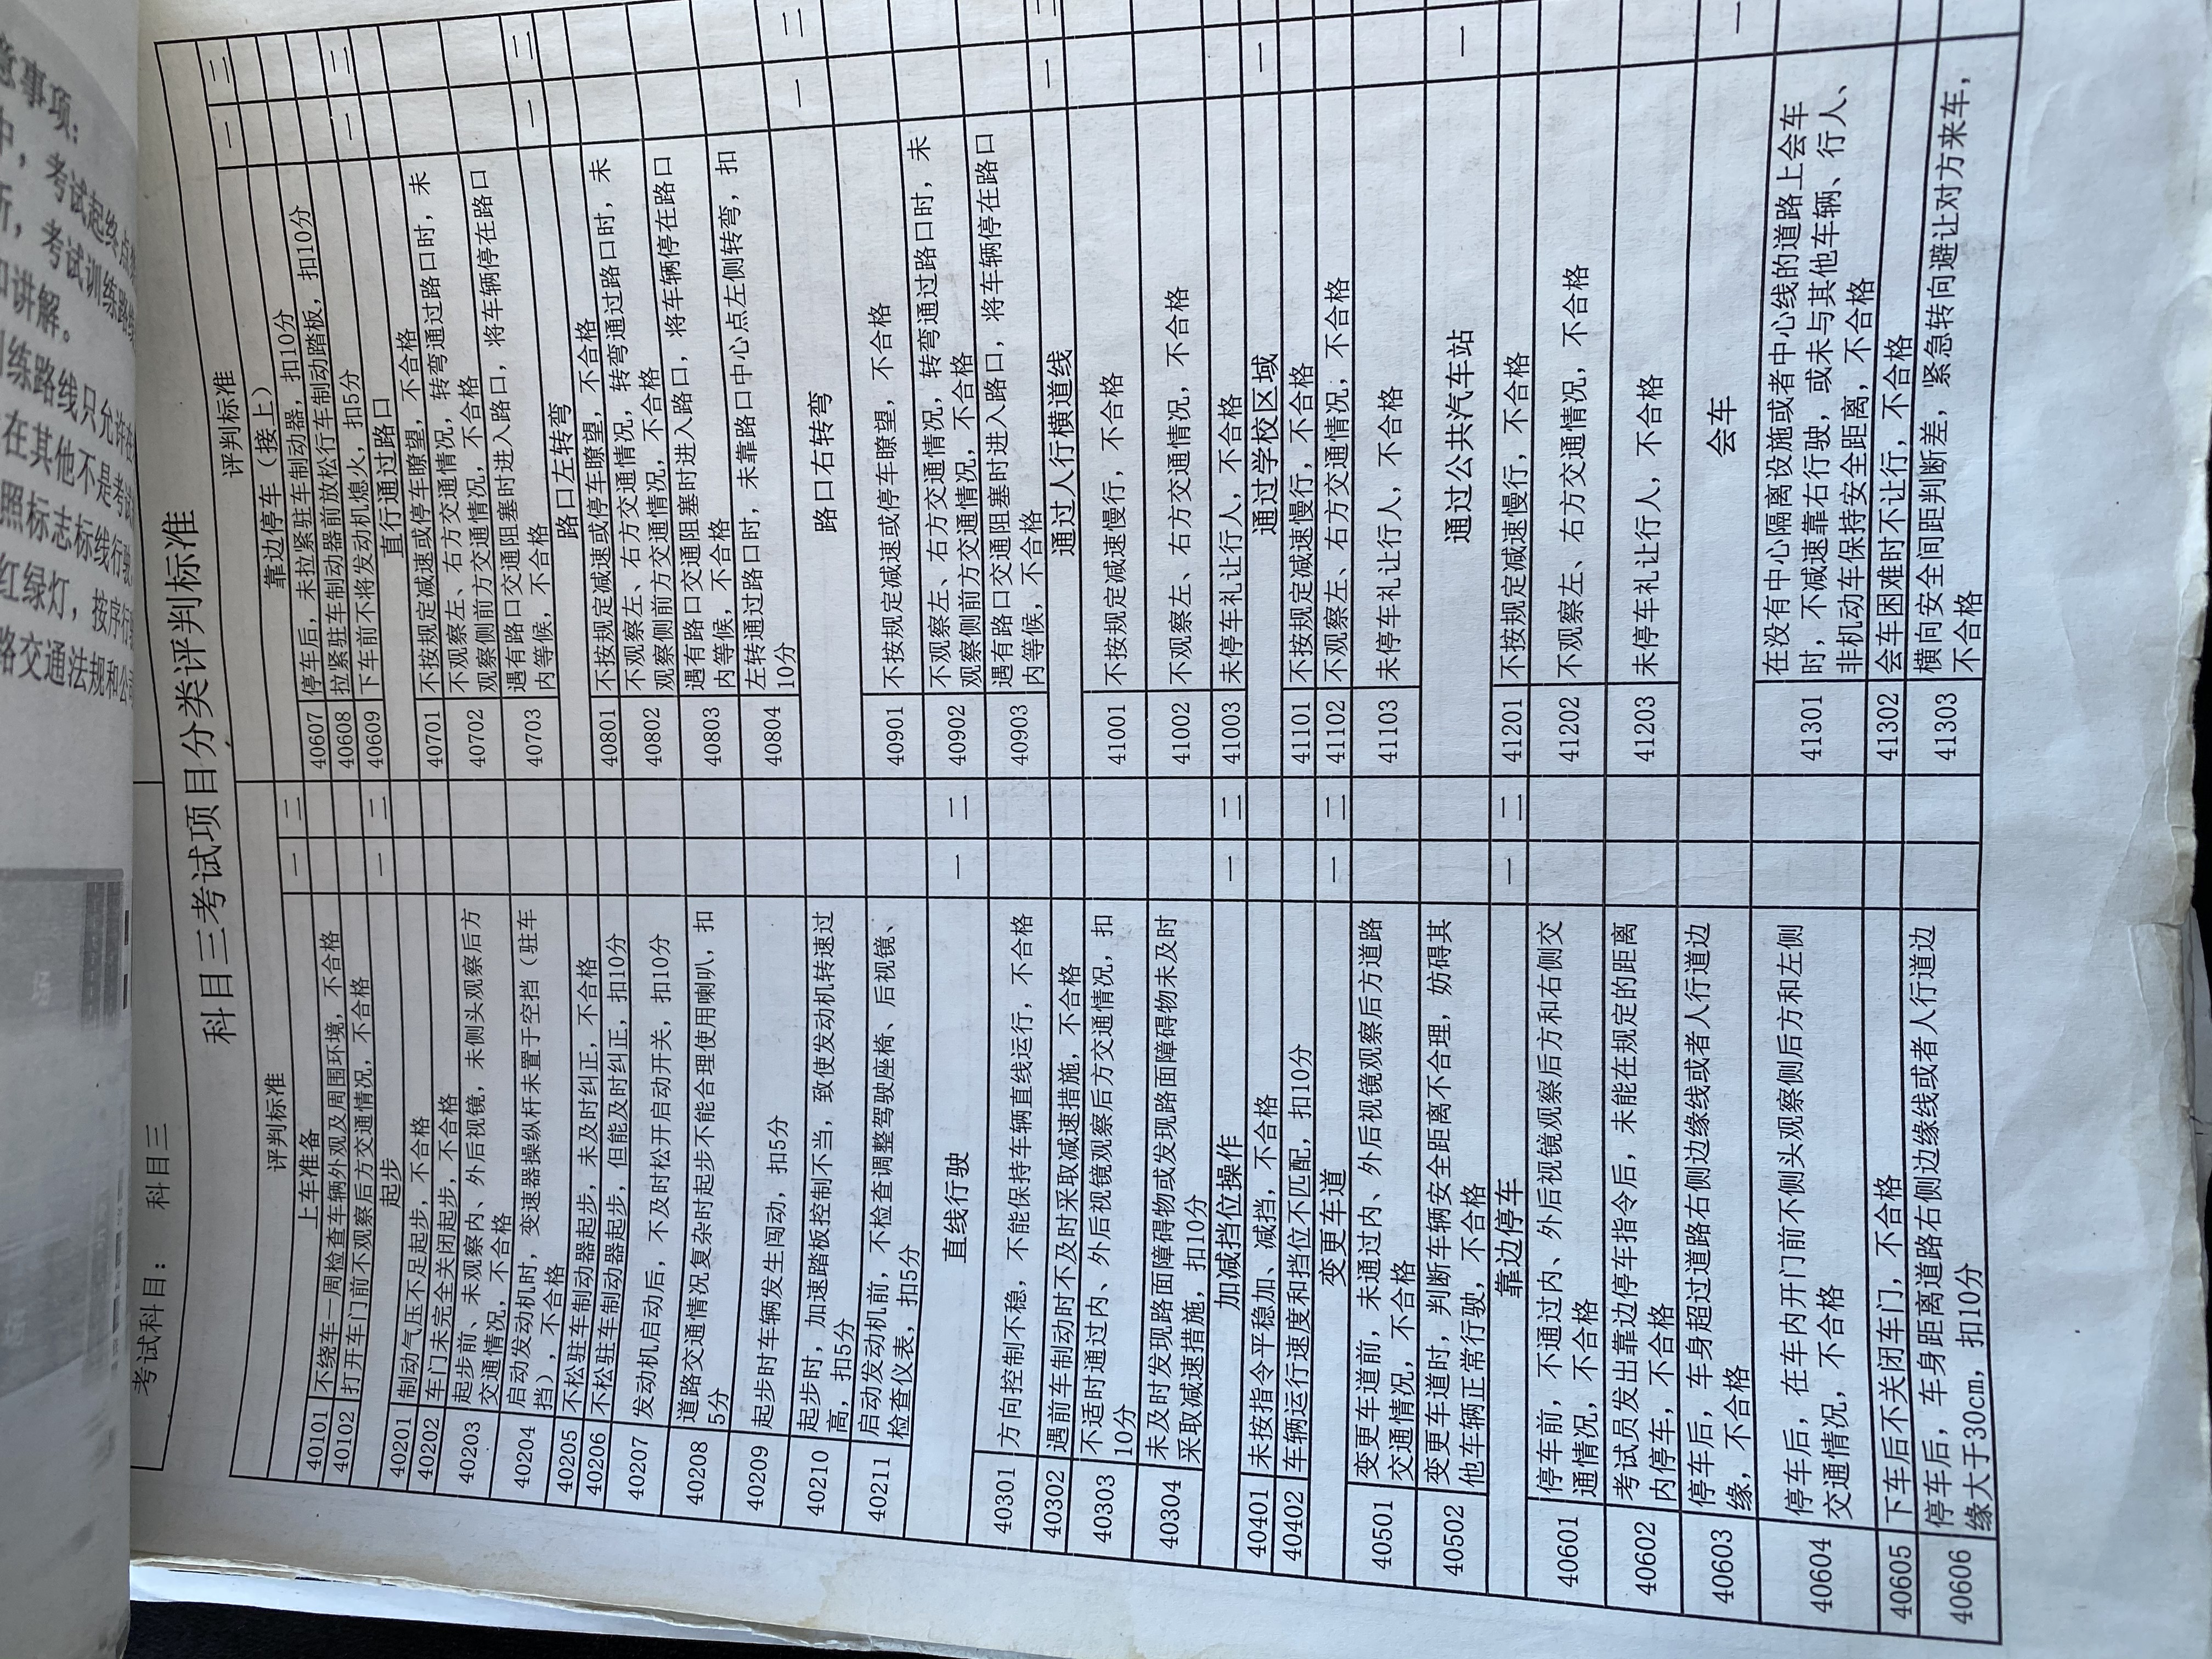 考试科目： 科目三
科目三考试项目分类评判标准
评判标准
上车准备 一 二
40101 不绕车一周检查车辆外观及周围环境，不合格
40102 打开车门前不观察后方交通情况，不合格
起步 一 二
40201 制动气压不足起步，不合格
40202 车门未完全关闭起步，不合格
40203 起步前、未观察内、外后视镜，未侧头观察后方
交通情况，不合格
40204 启动发动机时，变速器操纵杆未置于空挡（驻车
挡），不合格
40205 不松驻车制动器起步，未及时纠正，不合格
40206 不松驻车制动器起步，但能及时纠正，扣10分
40207 发动机启动后，不及时松开启动开关，扣10分
40208 道路交通情况复杂时起步不能合理使用喇叭，扣
5分
40209 起步时车辆发生闯动，扣5分
40210 起步时，加速踏板控制不当，致使发动机转速过
高，扣5分
40211 启动发动机前，不检查调整驾驶座椅、后视镜、
检查仪表，扣5分
直线行驶 一 二
40301 方向控制不稳，不能保持车辆直线运行，不合格
40302 遇前车制动时不及时采取减速措施，不合格
40303 不适时通过内、外后视镜观察后方交通情况，扣
10分
40304 未及时发现路面障碍物或发现路面障碍物未及时
采取减速措施，扣10分
加减挡位操作 一 二
40401 未按指令平稳加、减挡，不合格
40402 车辆运行速度和挡位不匹配，扣10分
变更车道 一 二
40501 变更车道前，未通过内、外后视镜观察后方道路
交通情况，不合格
40502 变更车道时，判断车辆安全距离不合理，妨碍其
他车辆正常行驶，不合格
靠边停车 一 二
40601 停车前，不通过内、外后视镜观察后方和右侧交
通情况，不合格
40602 考试员发出靠边停车指令后，未能在规定的距离
内停车，不合格
40603 停车后，车身超过道路右侧边缘线或者人行道边
缘，不合格
40604 停车后，在车内开门前不侧头观察侧后方和左侧
交通情况，不合格
40605 下车后不关闭车门，不合格
40606 停车后，车身距离道路右侧边缘线或者人行道边
缘大于30cm，扣10分
评判标准 一 二
靠边停车（接上）
40607 停车后，未拉紧驻车制动器，扣10分
40608 拉紧驻车制动器前放松行车制动踏板，扣10分
40609 下车前不将发动机熄火，扣5分
直行通过路口 一 二
40701 不按规定减速或停车瞭望，不合格
40702 不观察左、右方交通情况，转弯通过路口时，未
观察侧前方交通情况，不合格
40703 遇有路口交通阻塞时进入路口，将车辆停在路口
内等候，不合格
路口左转弯 一 二
40801 不按规定减速或停车瞭望，不合格
40802 不观察左、右方交通情况，转弯通过路口时，未
观察侧前方交通情况，不合格
40803 遇有路口交通阻塞时进入路口，将车辆停在路口
内等候，不合格
40804 左转通过路口时，未靠路口中心点左侧转弯，扣
10分
路口右转弯 一 二
40901 不按规定减速或停车瞭望，不合格
40902 不观察左、右方交通情况，转弯通过路口时，未
观察侧前方交通情况，不合格
40903 遇有路口交通阻塞时进入路口，将车辆停在路口
内等候，不合格
通过人行横道线 一 二
41001 不按规定减速慢行，不合格
41002 不观察左、右方交通情况，不合格
41003 未停车礼让行人，不合格
通过学校区域 一
41101 不按规定减速慢行，不合格
41102 不观察左、右方交通情况，不合格
41103 未停车礼让行人，不合格
通过公共汽车站 一
41201 不按规定减速慢行，不合格
41202 不观察左、右方交通情况，不合格
41203 未停车礼让行人，不合格
会车 一
41301 在没有中心隔离设施或者中心线的道路上会车
时，不减速靠右行驶，或未与其他车辆、行人、
非机动车保持安全距离，不合格
41302 会车困难时不让行，不合格
41303 横向安全间距判断差，紧急转向避让对方来车，
不合格